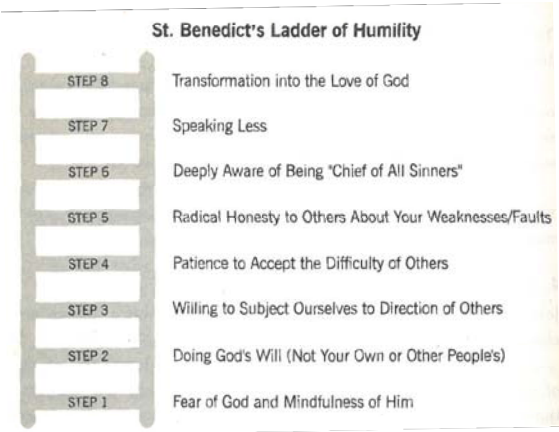 St. Benedict's Ladder of Humility
STEP 8 Transformation into the Love of God
STEP 7 Speaking Less
STEP 6 Deeply Aware of Being "Chief of All Sinners"
STEP 5 Radical Honesty to Others About Your Weaknesses/Faults
STEP 4 Patience to Accept the Difficulty of Others
STEP 3 Willing to Subject Ourselves to Direction of Others
STEP 2 Doing God's Will (Not Your Own or Other People's)
STEP 1 Fear of God and Mindfulness of Him